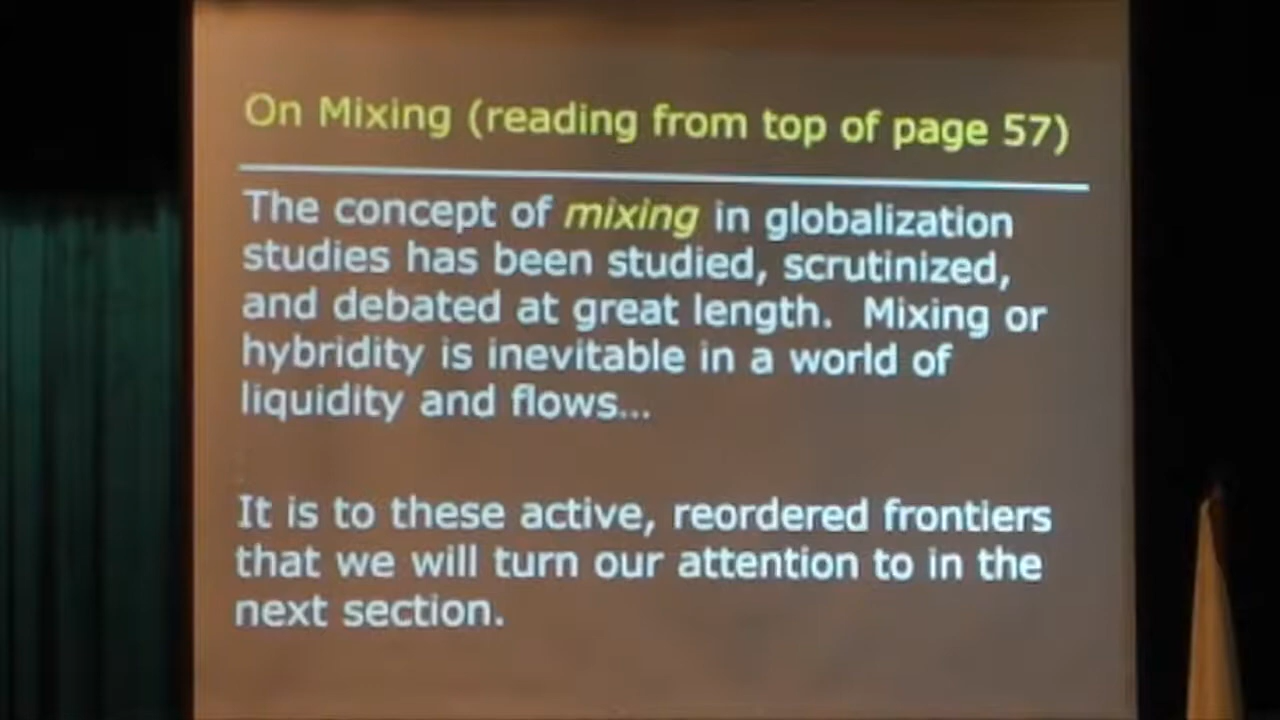 On Mixing (reading from top of page 57)
The concept of mixing in globalization
studies has been studied, scrutinized,
and debated at great length.  Mixing or
hybridity is inevitable in a world of
liquidity and flows...
It is to these active, reordered frontiers
that we will turn our attention to in the
next section.